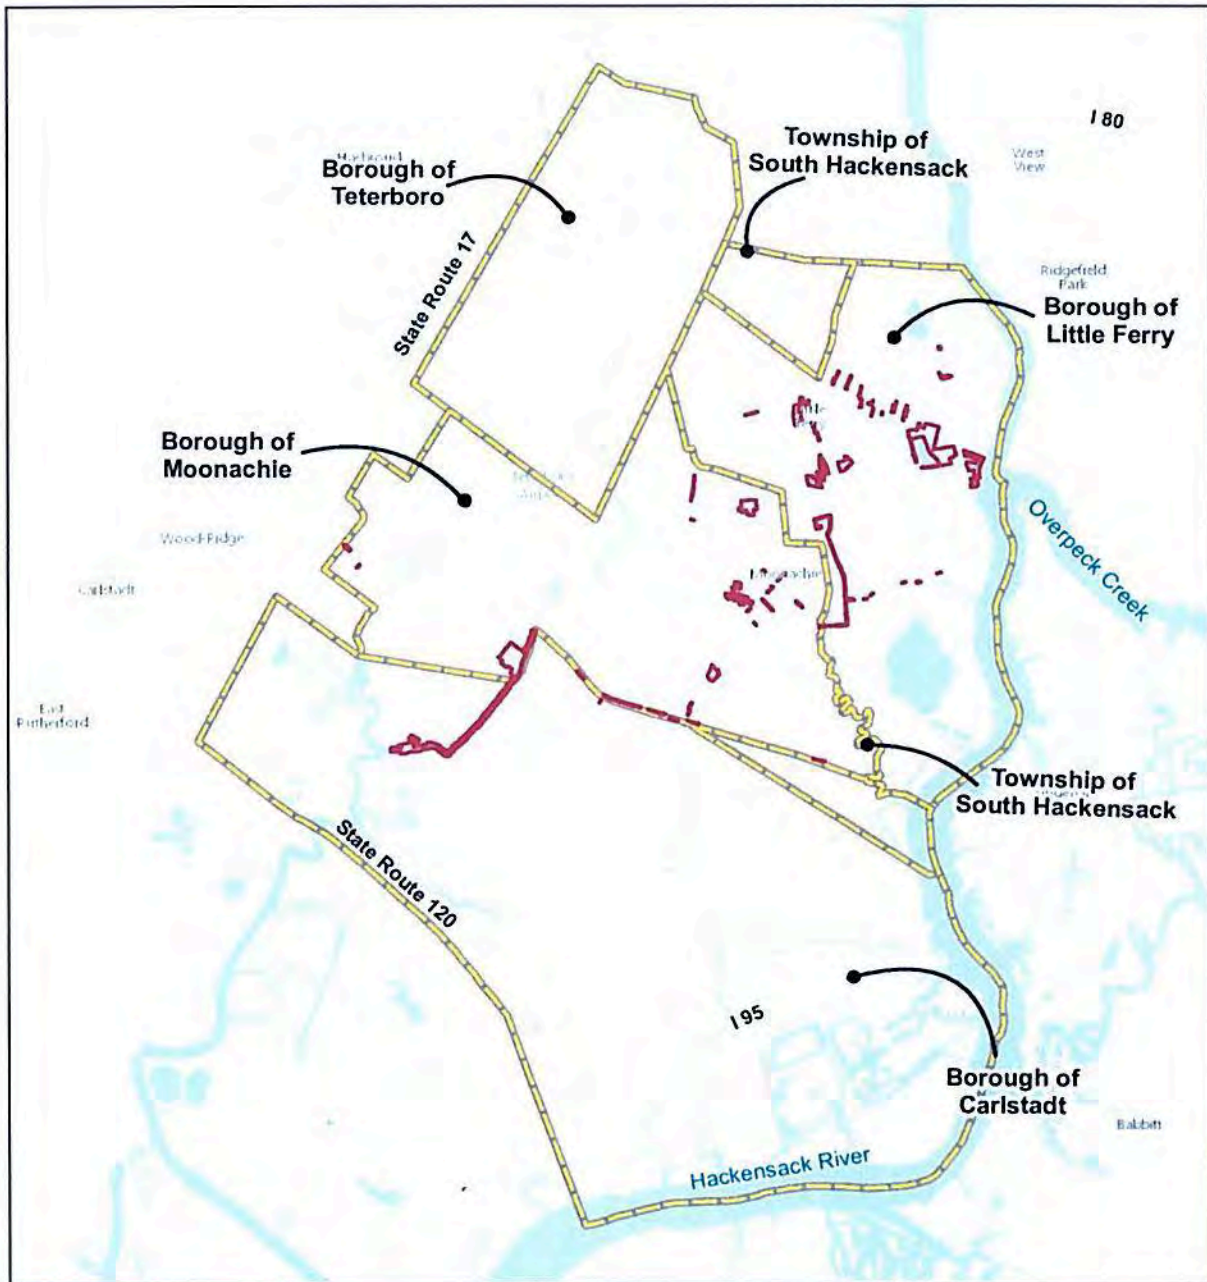 I 80
Township of
South Hackensack
West
View
Borough of
Teterboro
State Route 17
Ridgefield
Park
Borough of
Little Ferry
Borough of
Moonachie
Wood-Ridge
Overpeck Creek
Carlstadt
Moonachie
East
Rutherford
Township of
South Hackensack
State Route 120
I 95
Borough of
Carlstadt
Babbitt
Hackensack River